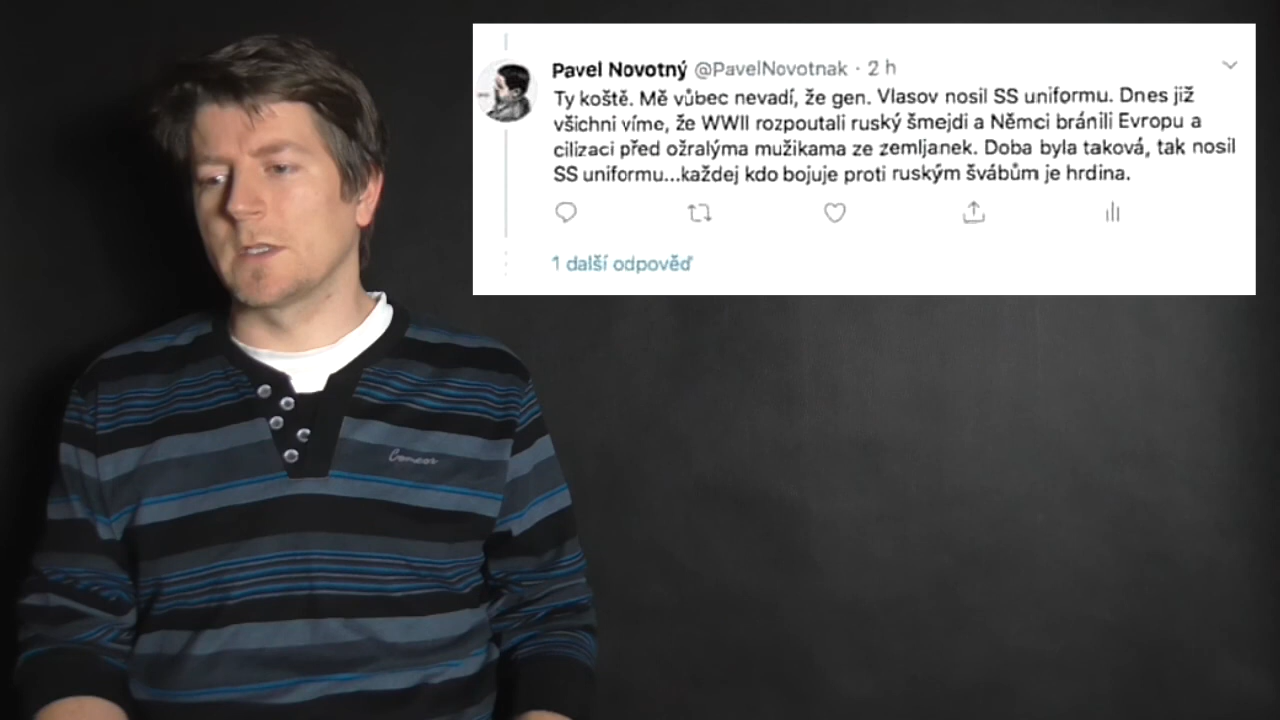 Pavel Novotný @PavelNovotnak · 2 h
Ty koště. Mě vůbec nevadí, že gen. Vlasov nosil SS uniformu. Dnes již
všichni víme, že WWII rozpoutali ruský šmejdi a Němci bránili Evropu a
cilizaci před ožralýma mužikama ze zemljanek. Doba byla taková, tak nosil
SS uniformu...každej kdo bojuje proti ruským švábům je hrdina.
1 další odpověď